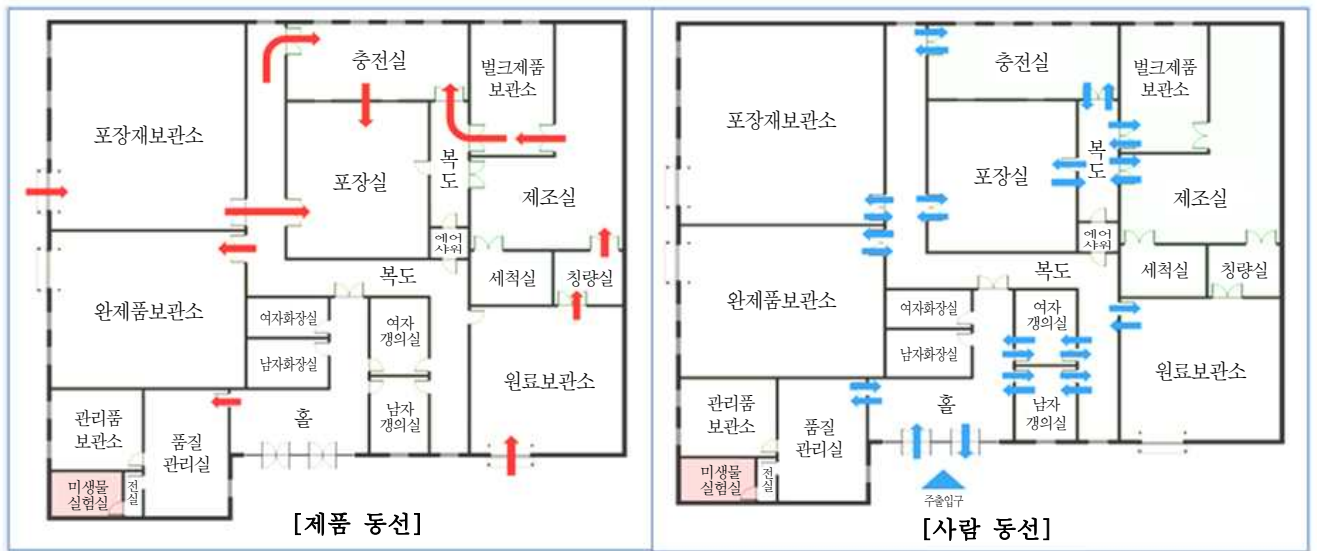 충전실
벌크제품
보관소
포장재보관소
포장실
복
도
제조실
에어
샤워
복도
세척실
칭량실
완제품보관소
여자화장실
여자
갱의실
남자화장실
원료보관소
관리품
보관소
홀
남자
갱의실
품질
관리실
미생물
실험실
전
실
[제품 동선]
충전실
벌크제품
보관소
포장재보관소
포장실
복
도
제조실
에어
샤워
복도
세척실
칭량실
완제품보관소
여자화장실
여자
갱의실
남자화장실
원료보관소
관리품
보관소
홀
남자
갱의실
품질
관리실
미생물
실험실
전
실
주출입구
[사람 동선]